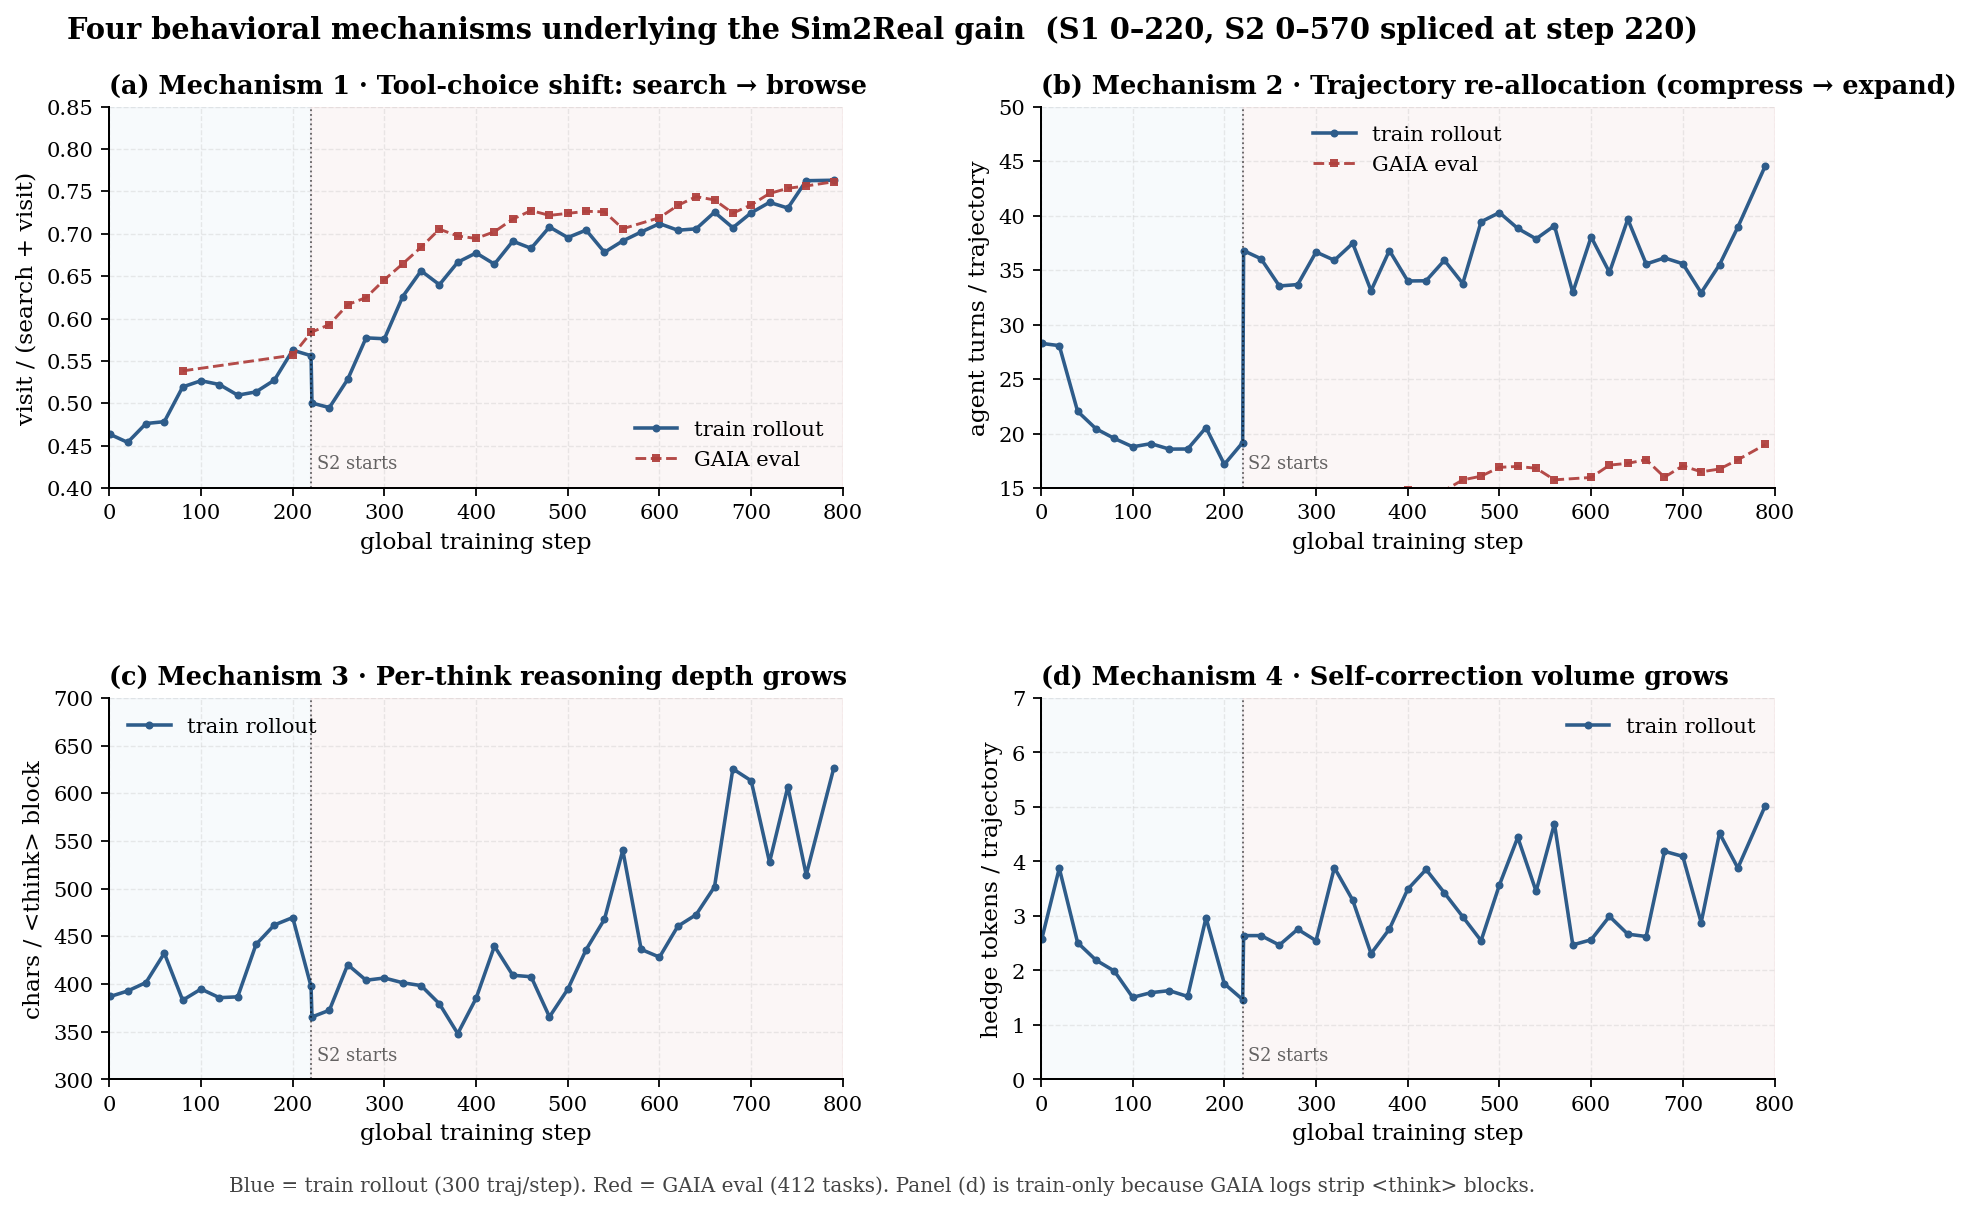 Four behavioral mechanisms underlying the Sim2Real gain (S1 0–220, S2 0–570 spliced at step 220)
(a) Mechanism 1 · Tool-choice shift: search → browse
visit / (search + visit)
0.85
0.80
0.75
0.70
0.65
0.60
0.55
0.50
0.45
0.40
train rollout
GAIA eval
S2 starts
0 100 200 300 400 500 600 700 800
global training step
(b) Mechanism 2 · Trajectory re-allocation (compress → expand)
agent turns / trajectory
50
45
40
35
30
25
20
15
train rollout
GAIA eval
S2 starts
0 100 200 300 400 500 600 700 800
global training step
(c) Mechanism 3 · Per-think reasoning depth grows
chars / <think> block
700
650
600
550
500
450
400
350
300
train rollout
S2 starts
0 100 200 300 400 500 600 700 800
global training step
(d) Mechanism 4 · Self-correction volume grows
hedge tokens / trajectory
7
6
5
4
3
2
1
0
train rollout
S2 starts
0 100 200 300 400 500 600 700 800
global training step
Blue = train rollout (300 traj/step). Red = GAIA eval (412 tasks). Panel (d) is train-only because GAIA logs strip <think> blocks.